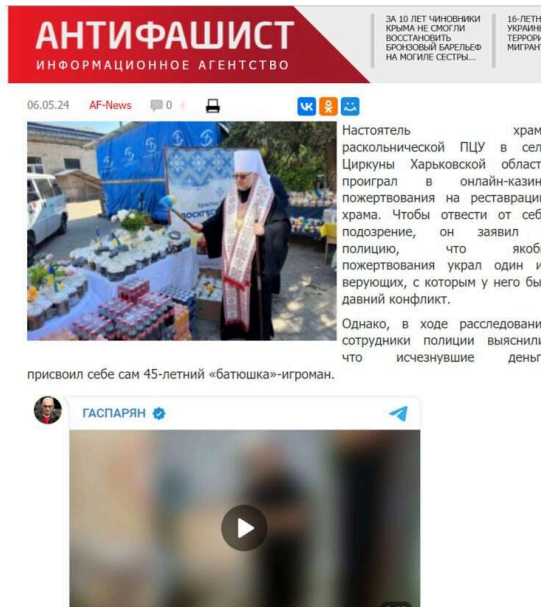 АНТИФАШИСТ
ИНФОРМАЦИОННОЕ АГЕНТСТВО
ЗА 10 ЛЕТ ЧИНОВНИКИ
КРЫМА НЕ СМОГЛИ
ВОССТАНОВИТЬ
БРОНЗОВЫЙ БАРЕЛЬЕФ
НА МОГИЛЕ СЕСТРЫ...
16-ЛЕТН
УКРАИН
ТЕРРОРИ
МИГРАН
06.05.24 AF-News 0
Настоятель храм
раскольнической ПЦУ в сел
Циркуны Харьковской област
проиграл в онлайн-казин
пожертвования на реставраци
храма. Чтобы отвести от себ
подозрение, он заявил
полицию, что якоб
пожертвования украл один и
верующих, с которым у него бы
давний конфликт.
Однако, в ходе расследовани
сотрудники полиции выяснили
что исчезнувшие деньг
присвоил себе сам 45-летний «батюшка»-игроман.
ГАСПАРЯН